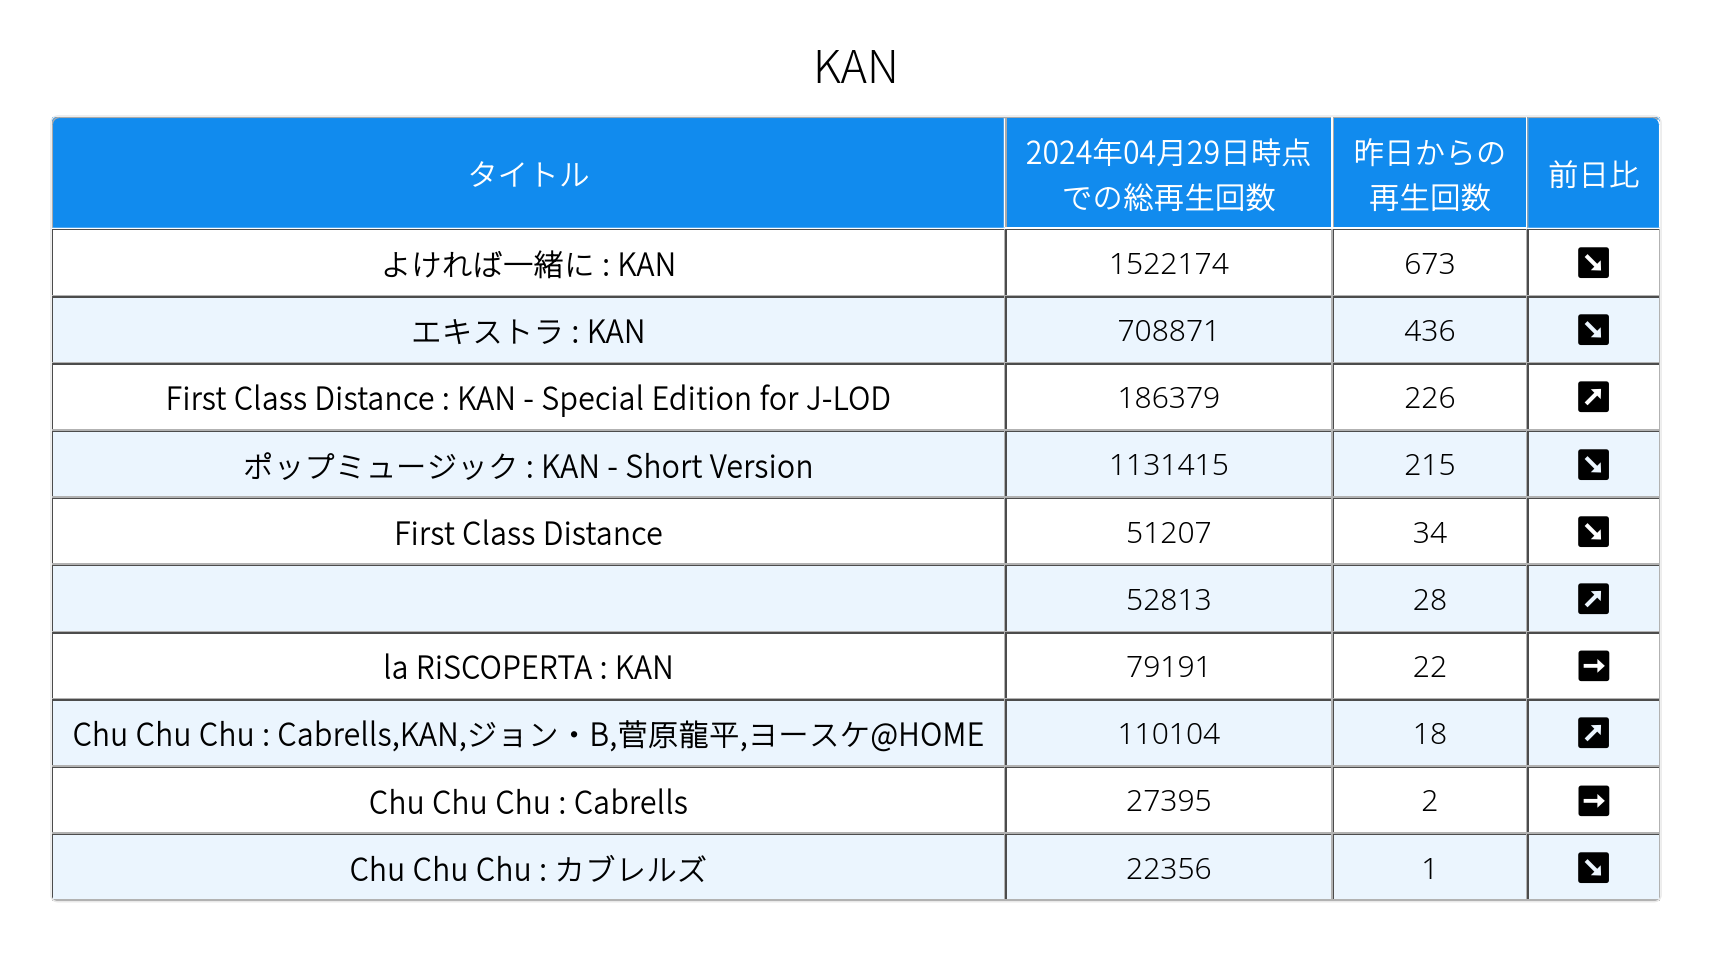 KAN
タイトル 2024年04月29日時点での総再生回数 昨日からの再生回数 前日比
よければ一緒に : KAN 1522174 673 ↘
エキストラ : KAN 708871 436 ↘
First Class Distance : KAN - Special Edition for J-LOD 186379 226 ↗
ポップミュージック : KAN - Short Version 1131415 215 ↘
First Class Distance 51207 34 ↘
52813 28 ↗
la RiSCOPERTA : KAN 79191 22 →
Chu Chu Chu : Cabrells,KAN,ジョン・B,菅原龍平,ヨースケ@HOME 110104 18 ↗
Chu Chu Chu : Cabrells 27395 2 →
Chu Chu Chu : カブレルズ 22356 1 ↘